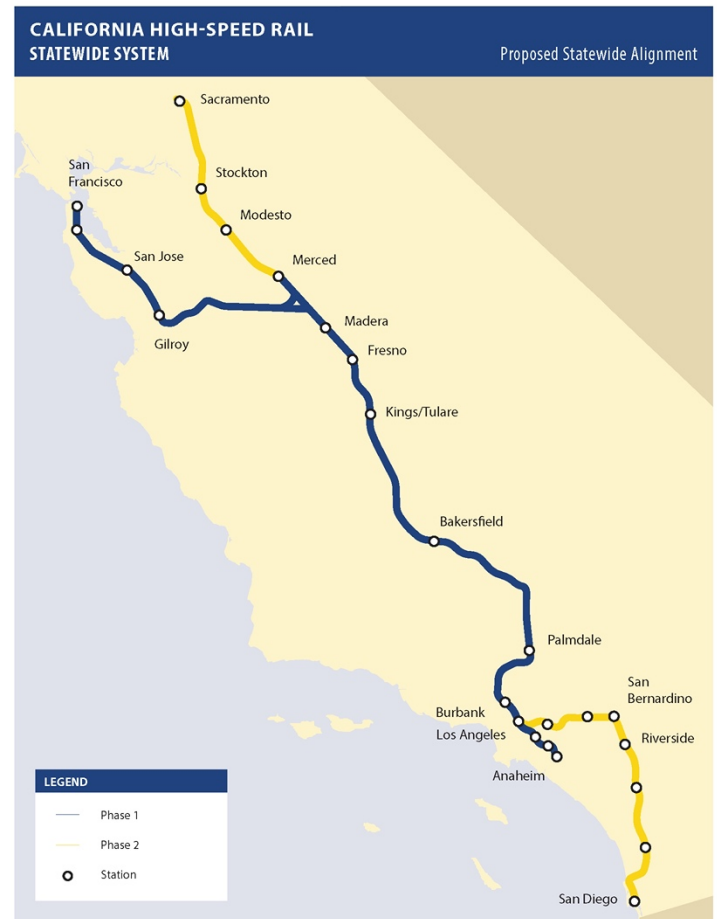 CALIFORNIA HIGH-SPEED RAIL
STATEWIDE SYSTEM
Proposed Statewide Alignment
Sacramento
Stockton
San
Francisco
Modesto
San Jose
Merced
Gilroy
Madera
Fresno
Kings/Tulare
Bakersfield
Palmdale
San
Bernardino
Burbank
Los Angeles
Riverside
Anaheim
LEGEND
Phase 1
Phase 2
Station
San Diego